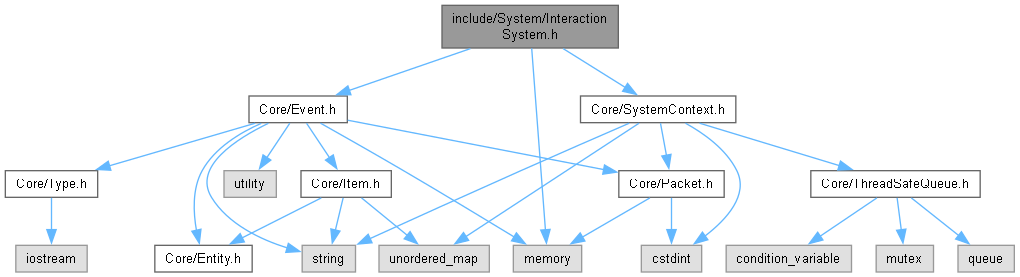 include/System/Interaction
System.h
Core/Event.h
Core/SystemContext.h
Core/Type.h
utility
Core/Item.h
Core/Packet.h
Core/ThreadSafeQueue.h
iostream
Core/Entity.h
string
unordered_map
memory
cstdint
condition_variable
mutex
queue